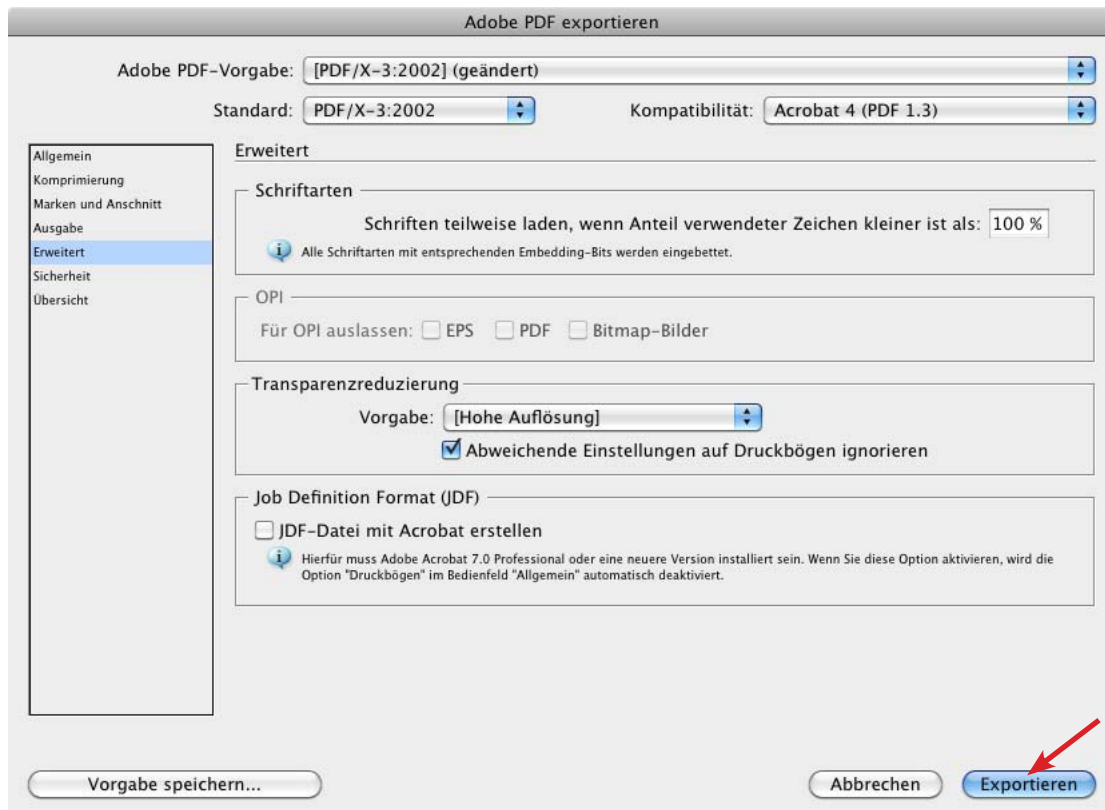 Adobe PDF exportieren
Adobe PDF-Vorgabe: [PDF/X-3:2002] (geändert)
Standard: PDF/X-3:2002 Kompatibilität: Acrobat 4 (PDF 1.3)
Allgemein
Komprimierung
Marken und Anschnitt
Ausgabe
Erweitert
Sicherheit
Übersicht
Erweitert
Schriftarten
Schriften teilweise laden, wenn Anteil verwendeter Zeichen kleiner ist als: 100 %
Alle Schriftarten mit entsprechenden Embedding-Bits werden eingebettet.
OPI
Für OPI auslassen: EPS PDF Bitmap-Bilder
Transparenzreduzierung
Vorgabe: [Hohe Auflösung]
Abweichende Einstellungen auf Druckbögen ignorieren
Job Definition Format (JDF)
JDF-Datei mit Acrobat erstellen
Hierfür muss Adobe Acrobat 7.0 Professional oder eine neuere Version installiert sein. Wenn Sie diese Option aktivieren, wird die
Option "Druckbögen" im Bedienfeld "Allgemein" automatisch deaktiviert.
Vorgabe speichern... Abbrechen Exportieren